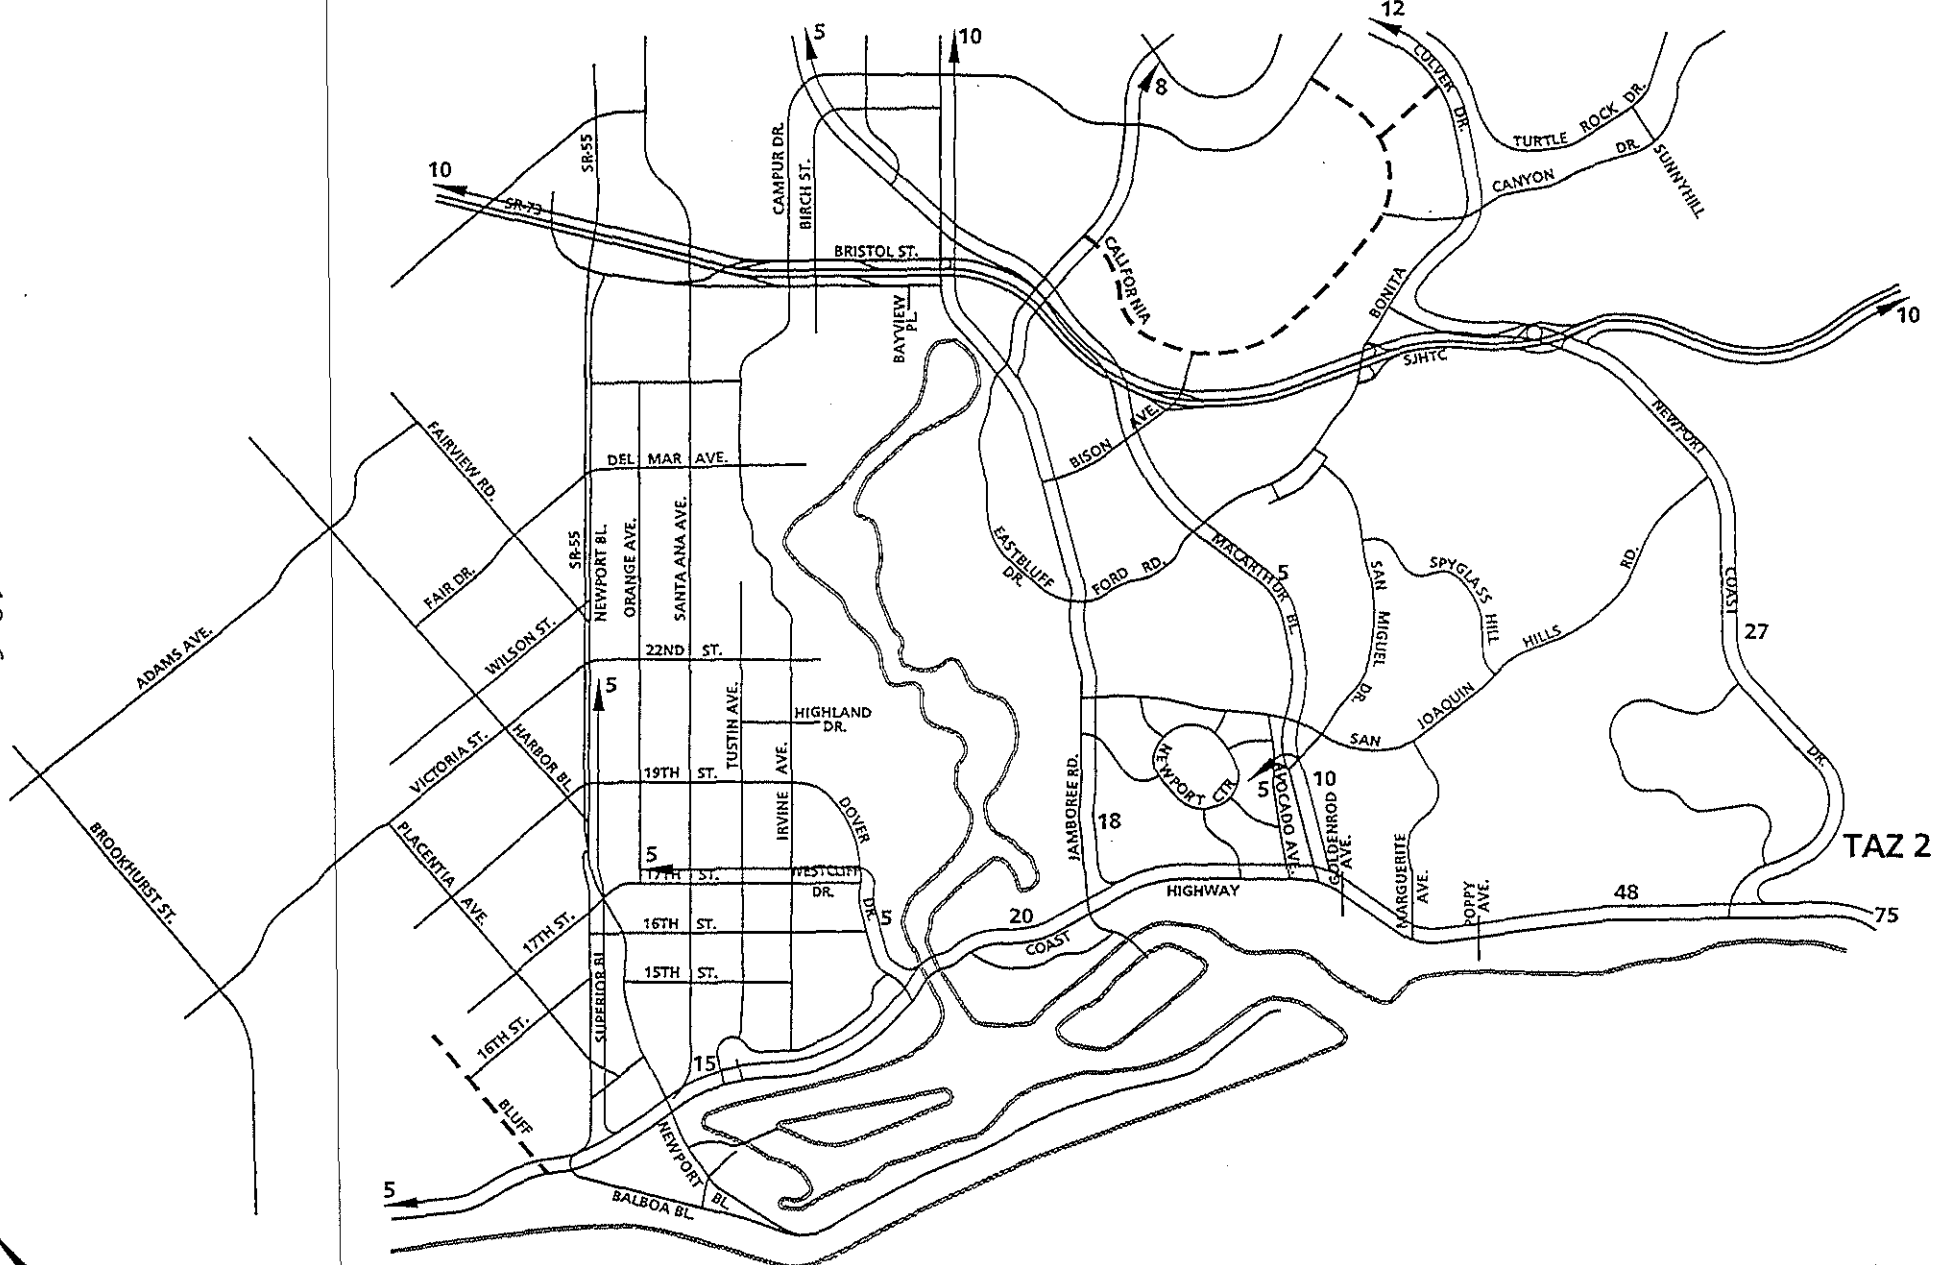 12
5
10
8
CULVER DR.
TURTLE ROCK DR.
SR-55
CAMPUR DR.
BIRCH ST.
CANYON DR.
SUNNYHILL
10
SR-73
BRISTOL ST.
CALIFORNIA
BONITA
BAYVIEW
PL.
10
SJHTC
FAIRVIEW RD.
NEWPORT
BISON AVE.
DEL MAR AVE.
SR-55
NEWPORT BL.
ORANGE AVE.
SANTA ANA AVE.
EASTBLUFF
DR.
FORD RD.
MACARTHUR BL.
5
SAN MIGUEL DR.
SPYGLASS HILL
RD.
COAST
FAIR DR.
WILSON ST.
27
HILLS
ADAMS AVE.
22ND ST.
5
TUSTIN AVE.
HIGHLAND
DR.
JOAQUIN
SAN
HARBOR BL.
VICTORIA ST.
IRVINE AVE.
NEWPORT CTR
DR.
19TH ST.
JAMBOREE RD.
5
AVOCADO AVE.
10
GOLDENROD
AVE.
DOVER
18
TAZ 2
BROOKHURST ST.
PLACENTIA AVE.
5
17TH ST.
WESTCLIFF
DR.
MARGUERITE
AVE.
HIGHWAY
POPPY
AVE.
48
75
DR.
5
20
17TH ST.
16TH ST.
COAST
SUPERIOR BL.
15TH ST.
16TH ST.
15
BLUFF
NEWPORT BL.
5
BALBOA BL.